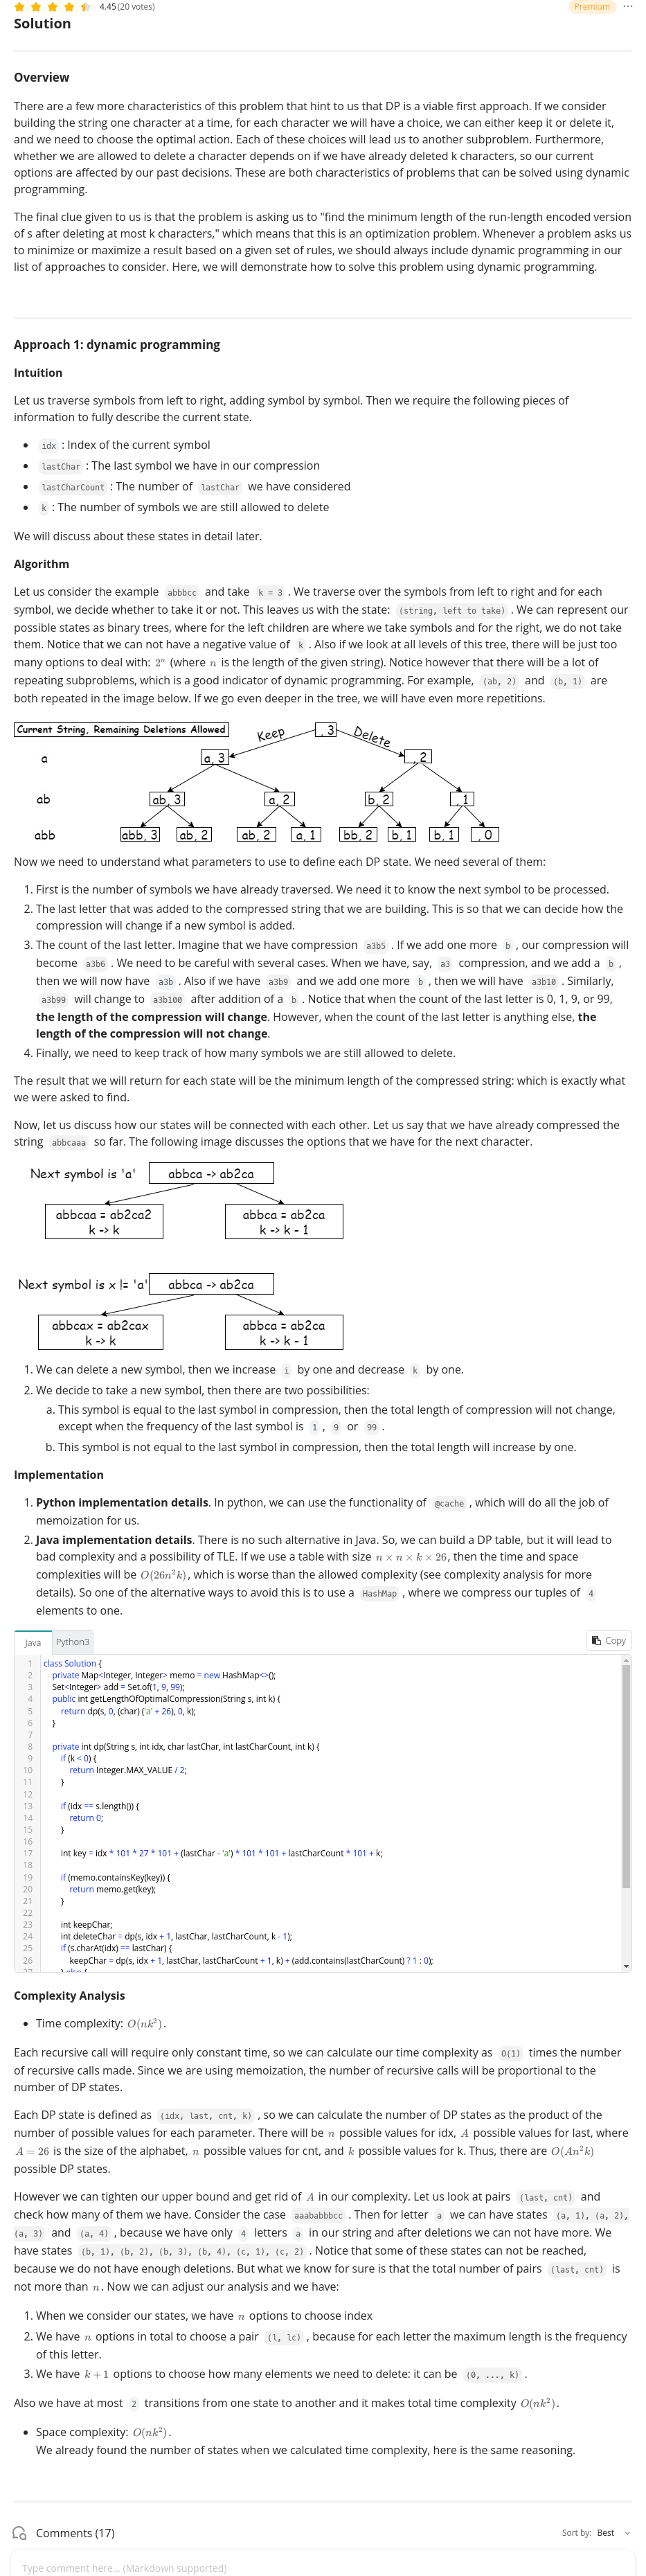 4.45 (20 votes) Premium ···
Solution
Overview
There are a few more characteristics of this problem that hint to us that DP is a viable first approach. If we consider
building the string one character at a time, for each character we will have a choice, we can either keep it or delete it,
and we need to choose the optimal action. Each of these choices will lead us to another subproblem. Furthermore,
whether we are allowed to delete a character depends on if we have already deleted k characters, so our current
options are affected by our past decisions. These are both characteristics of problems that can be solved using dynamic
programming.
The final clue given to us is that the problem is asking us to "find the minimum length of the run-length encoded version
of s after deleting at most k characters," which means that this is an optimization problem. Whenever a problem asks us
to minimize or maximize a result based on a given set of rules, we should always include dynamic programming in our
list of approaches to consider. Here, we will demonstrate how to solve this problem using dynamic programming.
Approach 1: dynamic programming
Intuition
Let us traverse symbols from left to right, adding symbol by symbol. Then we require the following pieces of
information to fully describe the current state.
• idx : Index of the current symbol
• lastChar : The last symbol we have in our compression
• lastCharCount : The number of lastChar we have considered
• k : The number of symbols we are still allowed to delete
We will discuss about these states in detail later.
Algorithm
Let us consider the example abbbcc and take k = 3 . We traverse over the symbols from left to right and for each
symbol, we decide whether to take it or not. This leaves us with the state: (string, left to take) . We can represent our
possible states as binary trees, where for the left children are where we take symbols and for the right, we do not take
them. Notice that we can not have a negative value of k . Also if we look at all levels of this tree, there will be just too
many options to deal with: 2ⁿ (where n is the length of the given string). Notice however that there will be a lot of
repeating subproblems, which is a good indicator of dynamic programming. For example, (ab, 2) and (b, 1) are
both repeated in the image below. If we go even deeper in the tree, we will have even more repetitions.
Current String, Remaining Deletions Allowed Keep , 3 Delete
a a, 3 , 2
ab ab, 3 a, 2 b, 2 , 1
abb abb, 3 ab, 2 ab, 2 a, 1 bb, 2 b, 1 b, 1 , 0
Now we need to understand what parameters to use to define each DP state. We need several of them:
1. First is the number of symbols we have already traversed. We need it to know the next symbol to be processed.
2. The last letter that was added to the compressed string that we are building. This is so that we can decide how the
compression will change if a new symbol is added.
3. The count of the last letter. Imagine that we have compression a3b5 . If we add one more b , our compression will
become a3b6 . We need to be careful with several cases. When we have, say, a3 compression, and we add a b ,
then we will now have a3b . Also if we have a3b9 and we add one more b , then we will have a3b10 . Similarly,
a3b99 will change to a3b100 after addition of a b . Notice that when the count of the last letter is 0, 1, 9, or 99,
the length of the compression will change. However, when the count of the last letter is anything else, the
length of the compression will not change.
4. Finally, we need to keep track of how many symbols we are still allowed to delete.
The result that we will return for each state will be the minimum length of the compressed string: which is exactly what
we were asked to find.
Now, let us discuss how our states will be connected with each other. Let us say that we have already compressed the
string abbcaaa so far. The following image discusses the options that we have for the next character.
Next symbol is 'a' abbca -> ab2ca
abbcaa = ab2ca2 abbca = ab2ca
k -> k k -> k - 1
Next symbol is x != 'a' abbca -> ab2ca
abbcax = ab2cax abbca = ab2ca
k -> k k -> k - 1
1. We can delete a new symbol, then we increase i by one and decrease k by one.
2. We decide to take a new symbol, then there are two possibilities:
a. This symbol is equal to the last symbol in compression, then the total length of compression will not change,
except when the frequency of the last symbol is 1 , 9 or 99 .
b. This symbol is not equal to the last symbol in compression, then the total length will increase by one.
Implementation
1. Python implementation details. In python, we can use the functionality of @cache , which will do all the job of
memoization for us.
2. Java implementation details. There is no such alternative in Java. So, we can build a DP table, but it will lead to
bad complexity and a possibility of TLE. If we use a table with size n × n × k × 26, then the time and space
complexities will be O(26n²k), which is worse than the allowed complexity (see complexity analysis for more
details). So one of the alternative ways to avoid this is to use a HashMap , where we compress our tuples of 4
elements to one.
Java Python3 Copy
1 class Solution {
2 private Map<Integer, Integer> memo = new HashMap<>();
3 Set<Integer> add = Set.of(1, 9, 99);
4 public int getLengthOfOptimalCompression(String s, int k) {
5 return dp(s, 0, (char) ('a' + 26), 0, k);
6 }
7
8 private int dp(String s, int idx, char lastChar, int lastCharCount, int k) {
9 if (k < 0) {
10 return Integer.MAX_VALUE / 2;
11 }
12
13 if (idx == s.length()) {
14 return 0;
15 }
16
17 int key = idx * 101 * 27 * 101 + (lastChar - 'a') * 101 * 101 + lastCharCount * 101 + k;
18
19 if (memo.containsKey(key)) {
20 return memo.get(key);
21 }
22
23 int keepChar;
24 int deleteChar = dp(s, idx + 1, lastChar, lastCharCount, k - 1);
25 if (s.charAt(idx) == lastChar) {
26 keepChar = dp(s, idx + 1, lastChar, lastCharCount + 1, k) + (add.contains(lastCharCount) ? 1 : 0);
27 } else {
Complexity Analysis
• Time complexity: O(nk²).
Each recursive call will require only constant time, so we can calculate our time complexity as O(1) times the number
of recursive calls made. Since we are using memoization, the number of recursive calls will be proportional to the
number of DP states.
Each DP state is defined as (idx, last, cnt, k) , so we can calculate the number of DP states as the product of the
number of possible values for each parameter. There will be n possible values for idx, A possible values for last, where
A = 26 is the size of the alphabet, n possible values for cnt, and k possible values for k. Thus, there are O(An²k)
possible DP states.
However we can tighten our upper bound and get rid of A in our complexity. Let us look at pairs (last, cnt) and
check how many of them we have. Consider the case aaababbbcc . Then for letter a we can have states (a, 1), (a, 2),
(a, 3) and (a, 4) , because we have only 4 letters a in our string and after deletions we can not have more. We
have states (b, 1), (b, 2), (b, 3), (b, 4), (c, 1), (c, 2) . Notice that some of these states can not be reached,
because we do not have enough deletions. But what we know for sure is that the total number of pairs (last, cnt) is
not more than n. Now we can adjust our analysis and we have:
1. When we consider our states, we have n options to choose index
2. We have n options in total to choose a pair (l, lc) , because for each letter the maximum length is the frequency
of this letter.
3. We have k + 1 options to choose how many elements we need to delete: it can be (0, ..., k) .
Also we have at most 2 transitions from one state to another and it makes total time complexity O(nk²).
• Space complexity: O(nk²).
We already found the number of states when we calculated time complexity, here is the same reasoning.
Comments (17) Sort by: Best
Type comment here... (Markdown supported)